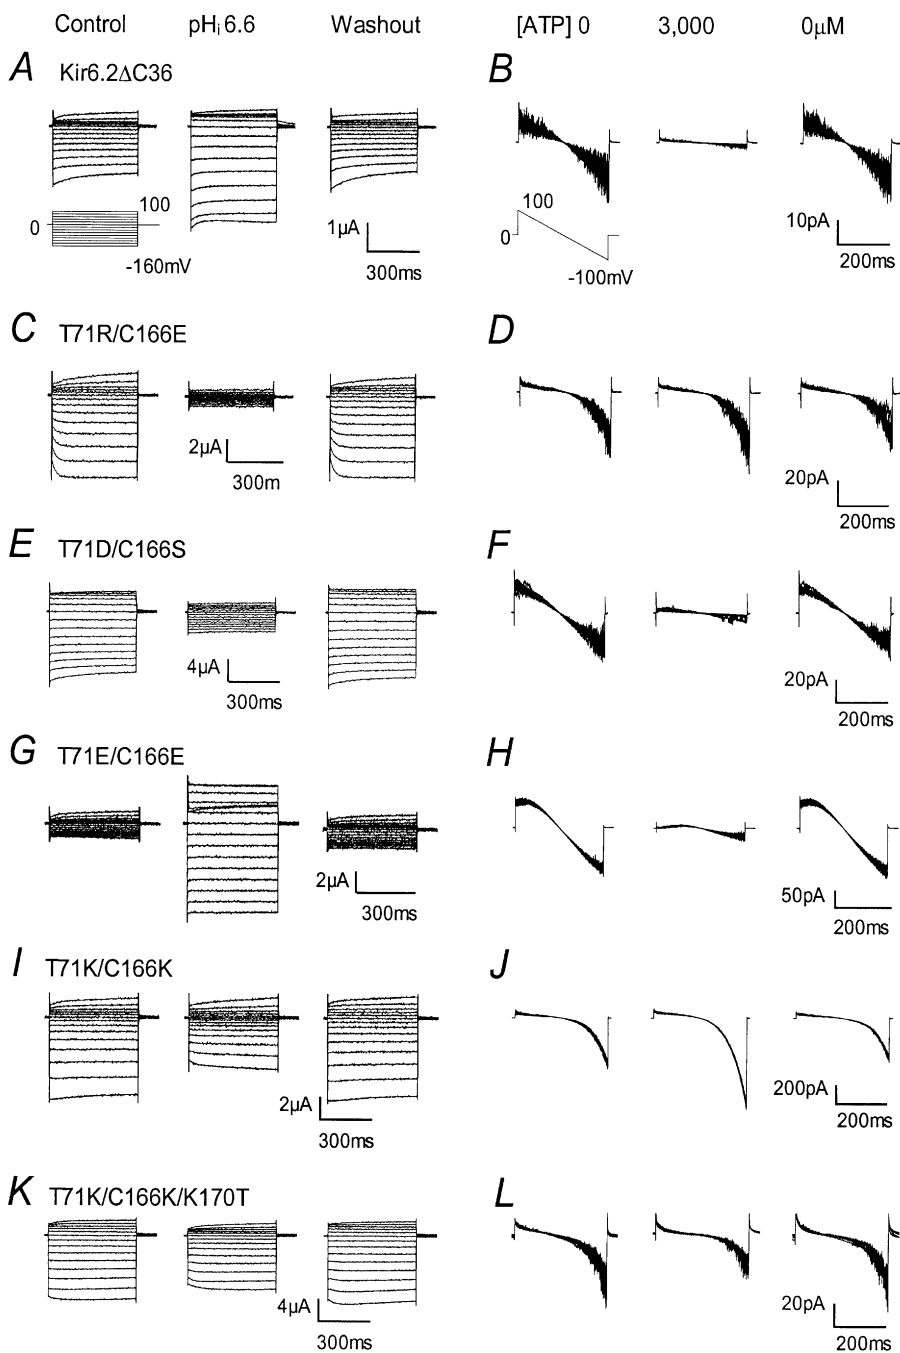 Control pHi 6.6 Washout [ATP] 0 3,000 0µM
A Kir6.2ΔC36 B
0 100 -160mV 1µA 300ms
0 100 -100mV 10pA 200ms
C T71R/C166E D
2µA 300m
20pA 200ms
E T71D/C166S F
4µA 300ms
20pA 200ms
G T71E/C166E H
2µA 300ms
50pA 200ms
I T71K/C166K J
2µA 300ms
200pA 200ms
K T71K/C166K/K170T L
4µA 300ms
20pA 200ms